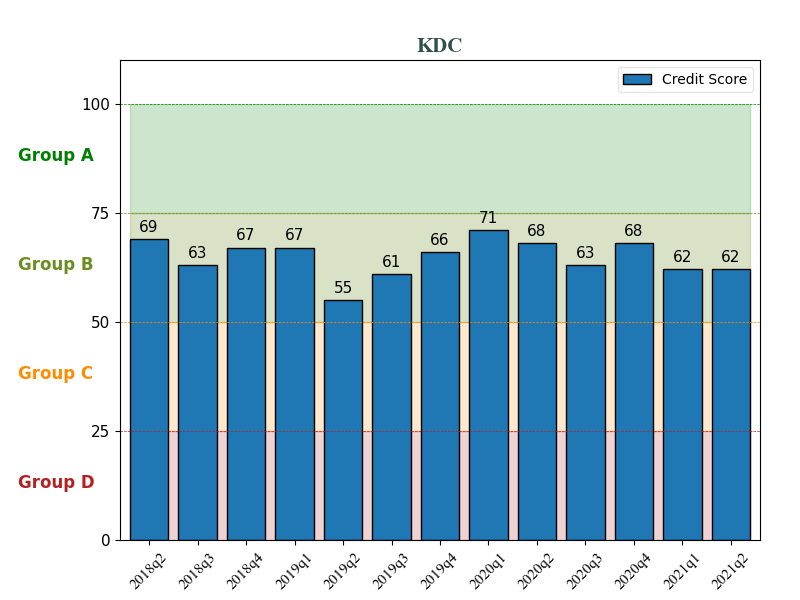 KDC
Credit Score
100
Group A
75
71
69
68
68
67
67
66
63
63
62
62
61
Group B
55
50
Group C
25
Group D
0
2018q2
2018q3
2018q4
2019q1
2019q2
2019q3
2019q4
2020q1
2020q2
2020q3
2020q4
2021q1
2021q2